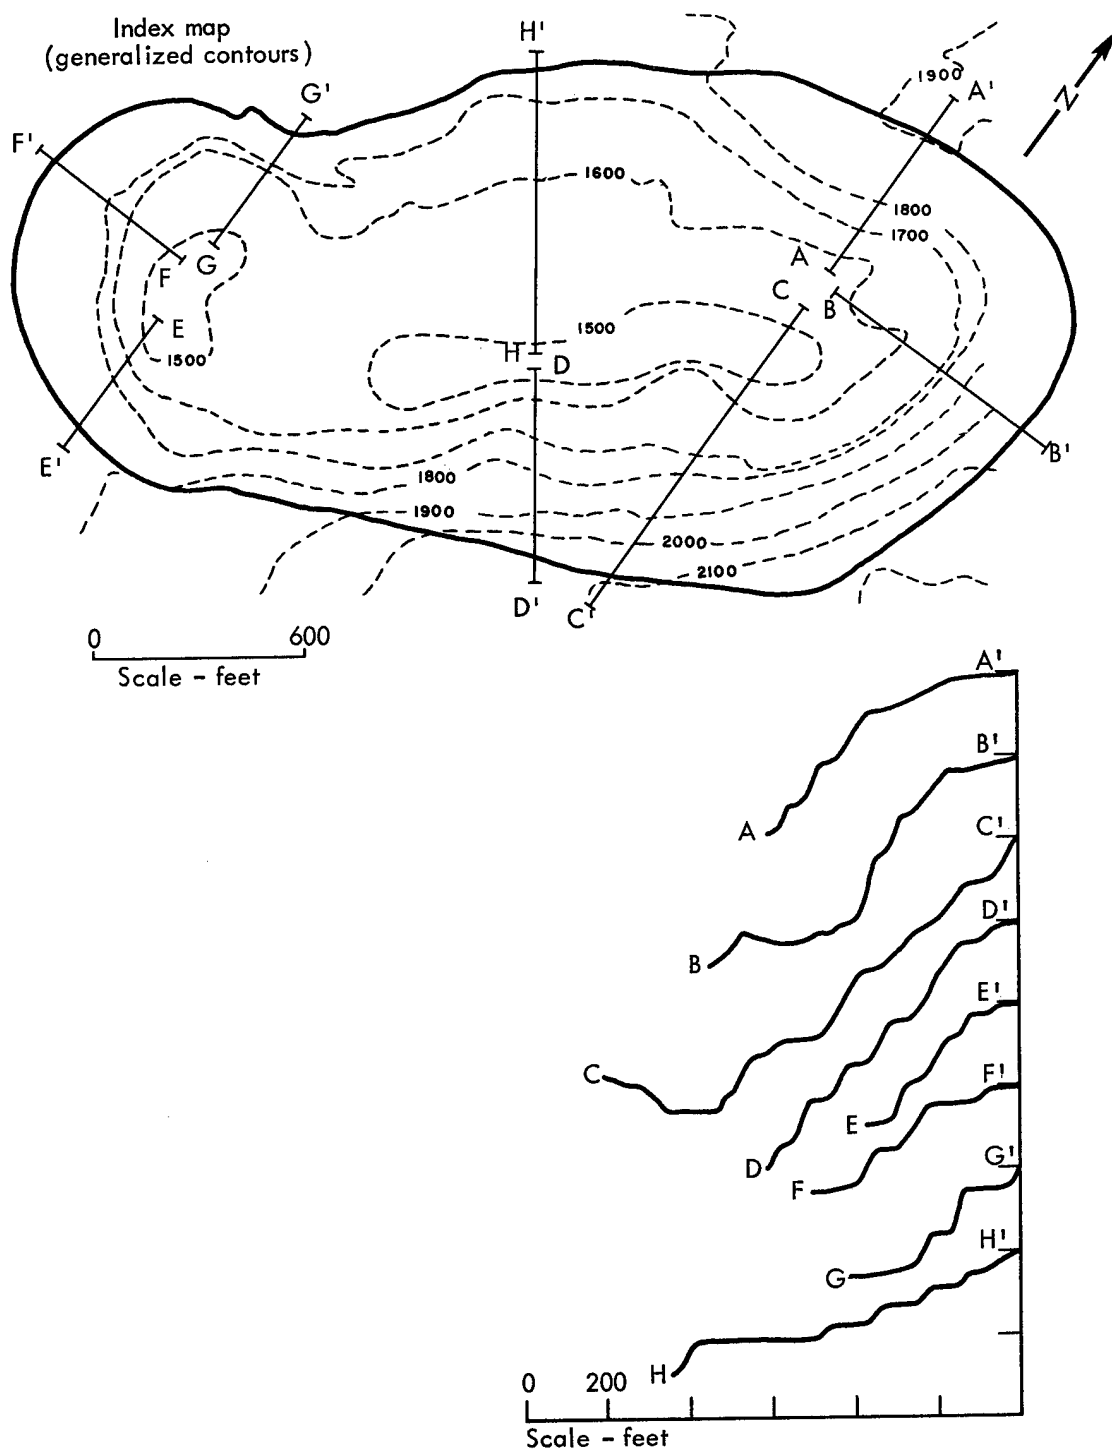 Index map
(generalized contours)
H'
1900
A'
N
G'
F'
1600
1800
1700
A
F
G
C
B
E
1500
1500
H
D
E'
B'
1800
1900
2000
2100
D'
C'
0 600
Scale - feet
A'
B'
A
C'
D'
B
E'
C
F'
E
D
F
G'
H'
G
0 200 H
Scale - feet